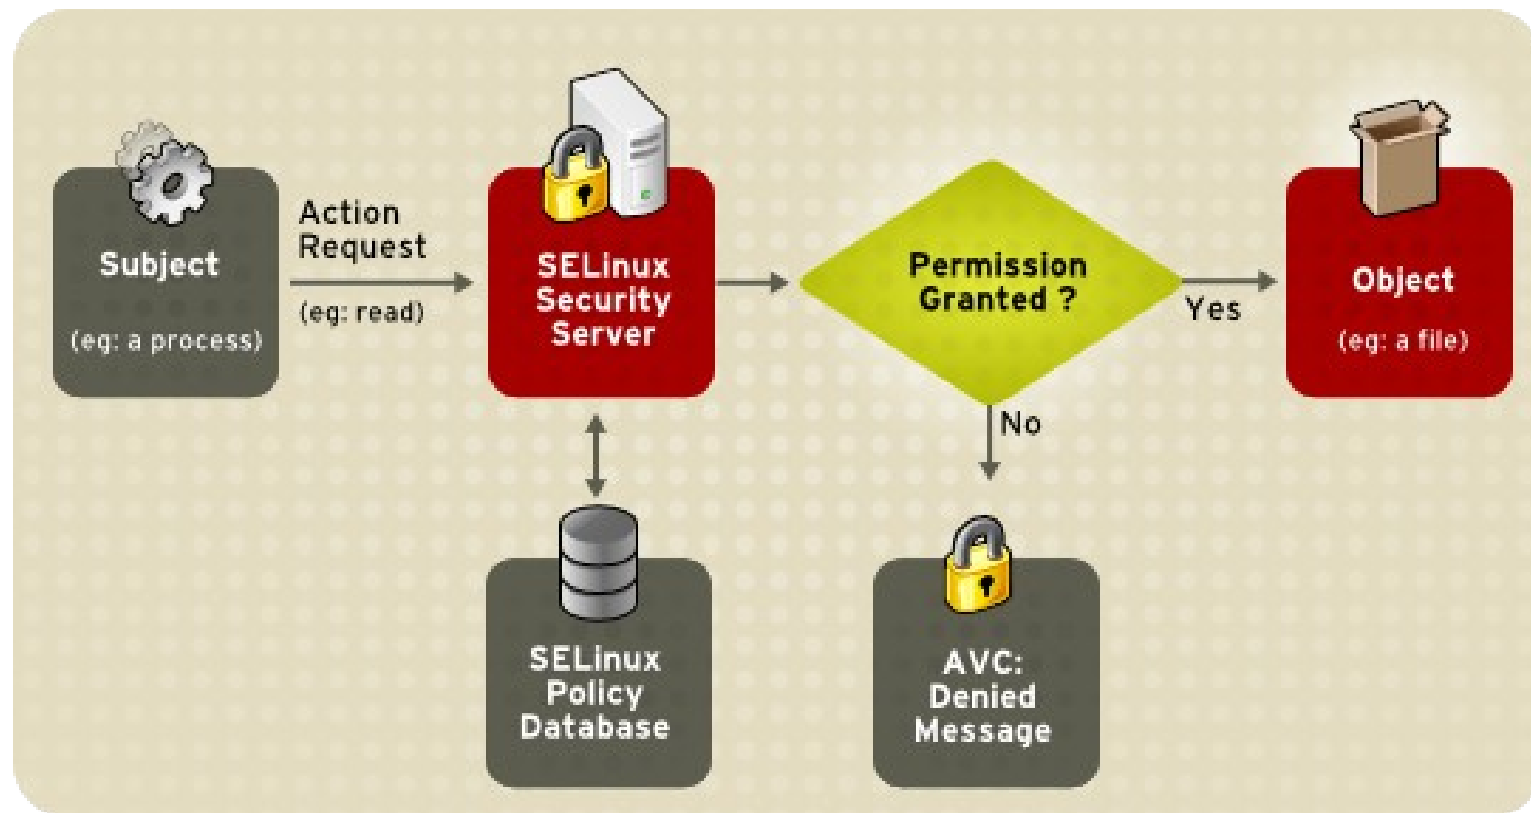 Subject
(eg: a process)
Action
Request
(eg: read)
SELinux
Security
Server
Permission
Granted ?
Yes
Object
(eg: a file)
No
SELinux
Policy
Database
AVC:
Denied
Message